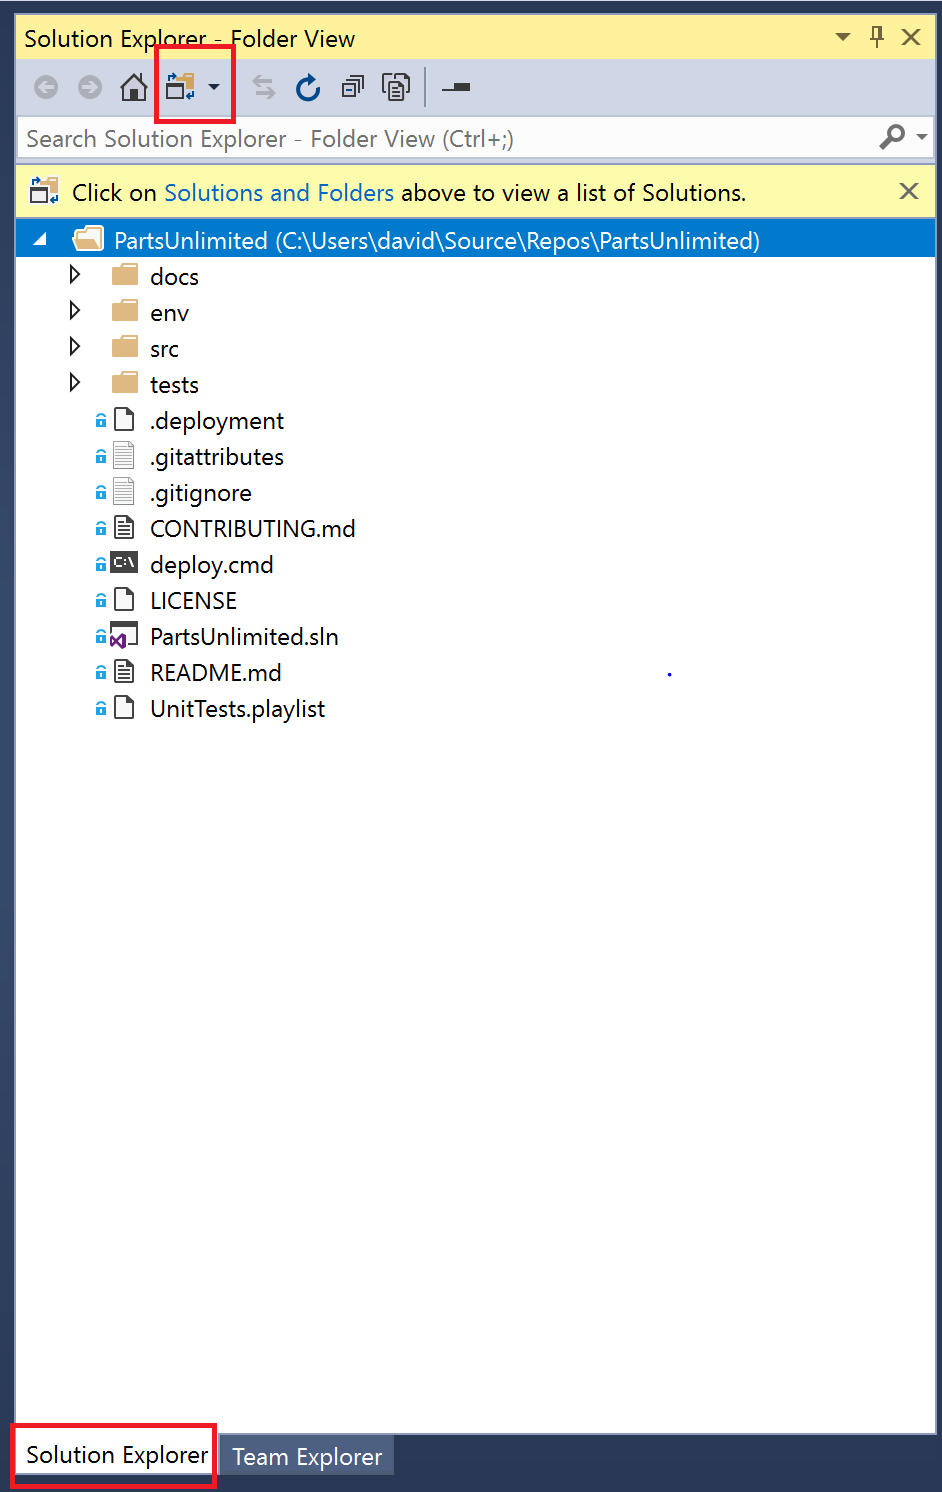 Solution Explorer - Folder View
Search Solution Explorer - Folder View (Ctrl+;)
Click on Solutions and Folders above to view a list of Solutions.
PartsUnlimited (C:\Users\david\Source\Repos\PartsUnlimited)
docs
env
src
tests
.deployment
.gitattributes
.gitignore
CONTRIBUTING.md
C:\ deploy.cmd
LICENSE
PartsUnlimited.sln
README.md
UnitTests.playlist
Solution Explorer Team Explorer